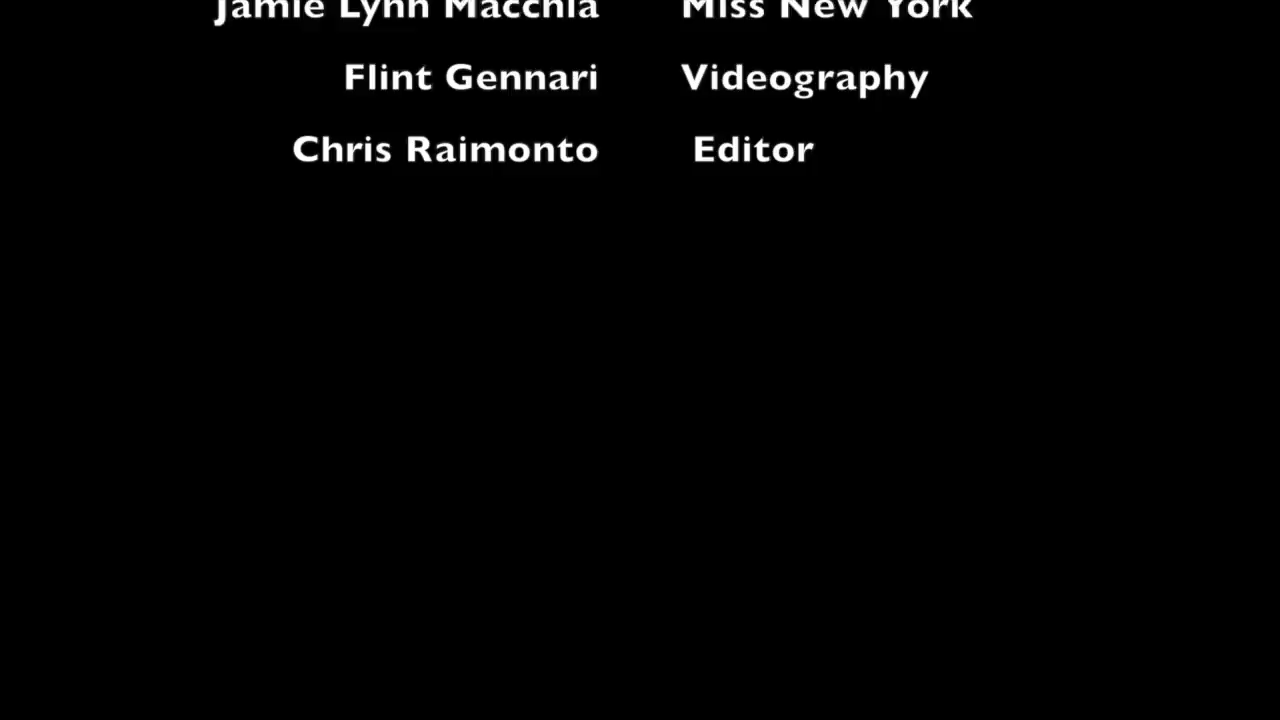 Jamie Lynn Macchia Miss New York
Flint Gennari Videography
Chris Raimonto Editor